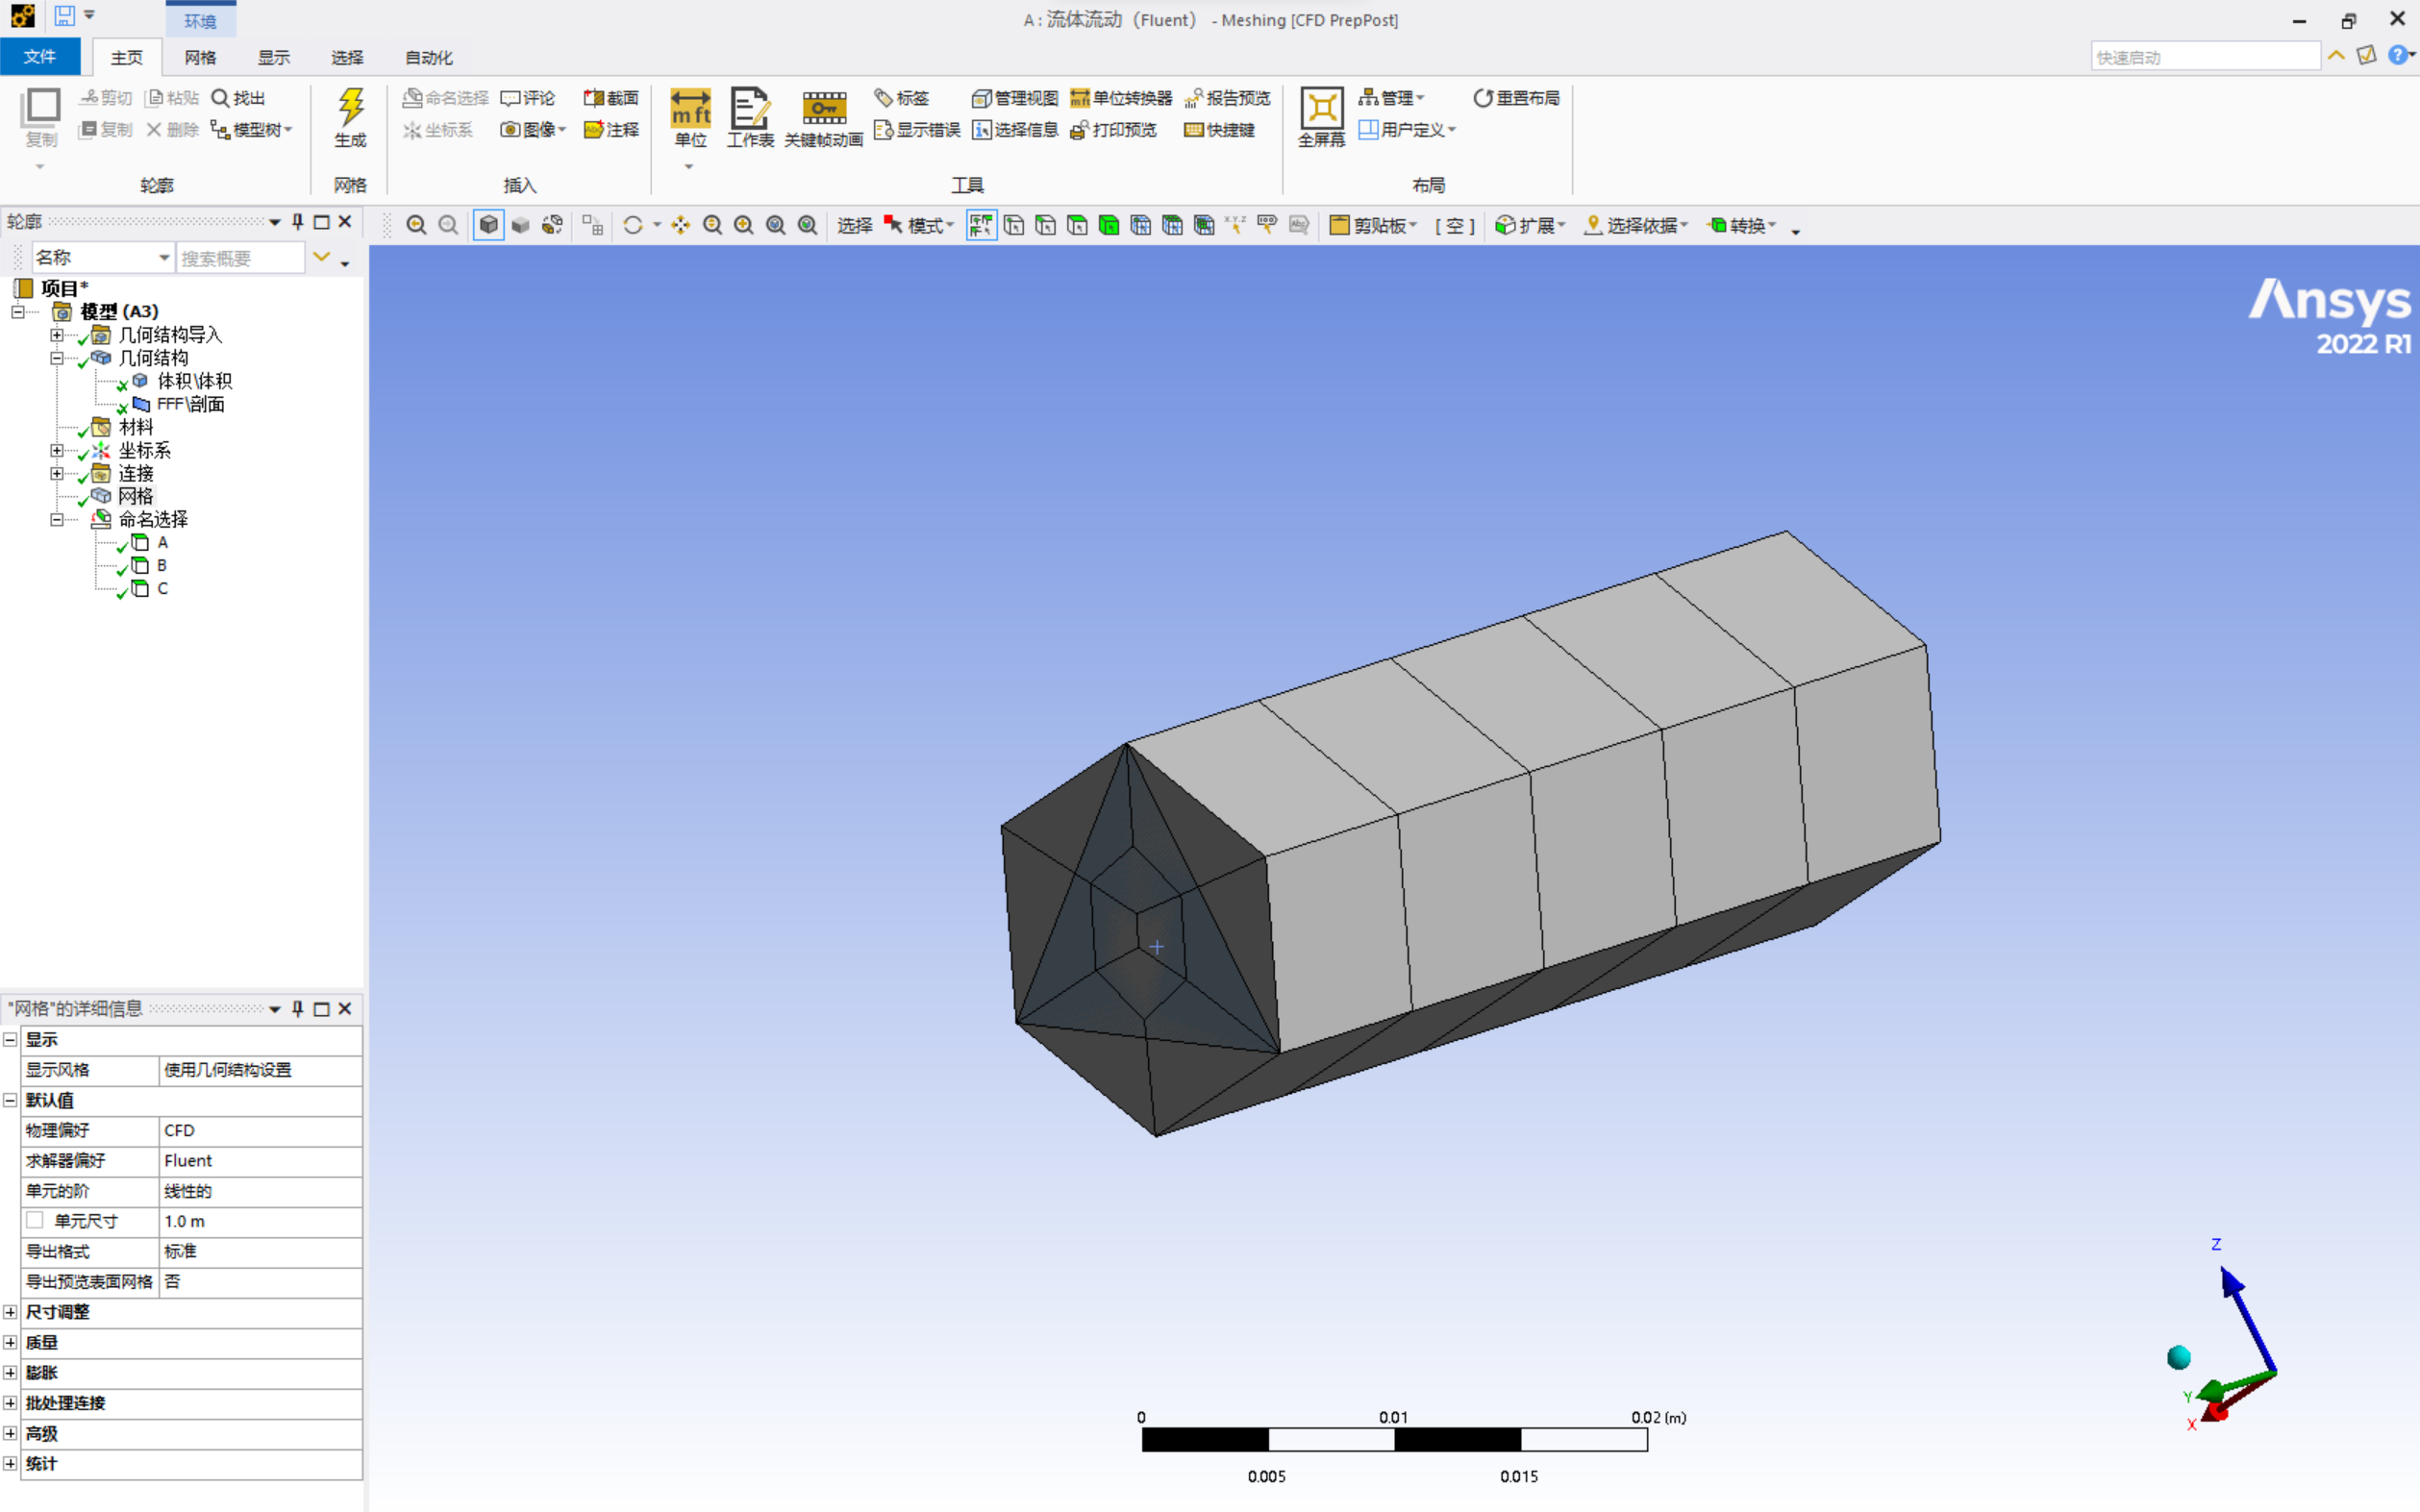 环境
A : 流体流动（Fluent） - Meshing [CFD PrepPost]
文件 主页 网格 显示 选择 自动化 快速启动
复制 剪切 粘贴 找出
复制 删除 模型树
轮廓
生成
网格
命名选择 评论 截面
坐标系 图像 注释
插入
单位 工作表 关键帧动画
标签 管理视图 单位转换器 报告预览
显示错误 选择信息 打印预览 快捷键
工具
全屏幕 管理 重置布局
用户定义
布局
轮廓
选择 模式 剪贴板 [ 空 ] 扩展 选择依据 转换
名称 搜索概要
项目*
模型 (A3)
几何结构导入
几何结构
体积\体积
FFF\剖面
材料
坐标系
连接
网格
命名选择
A
B
C
Ansys
2022 R1
"网格"的详细信息
显示
显示风格 使用几何结构设置
默认值
物理偏好 CFD
求解器偏好 Fluent
单元的阶 线性的
单元尺寸 1.0 m
导出格式 标准
导出预览表面网格 否
尺寸调整
质量
膨胀
批处理连接
高级
统计
0 0.01 0.02 (m)
0.005 0.015
Z
Y
X